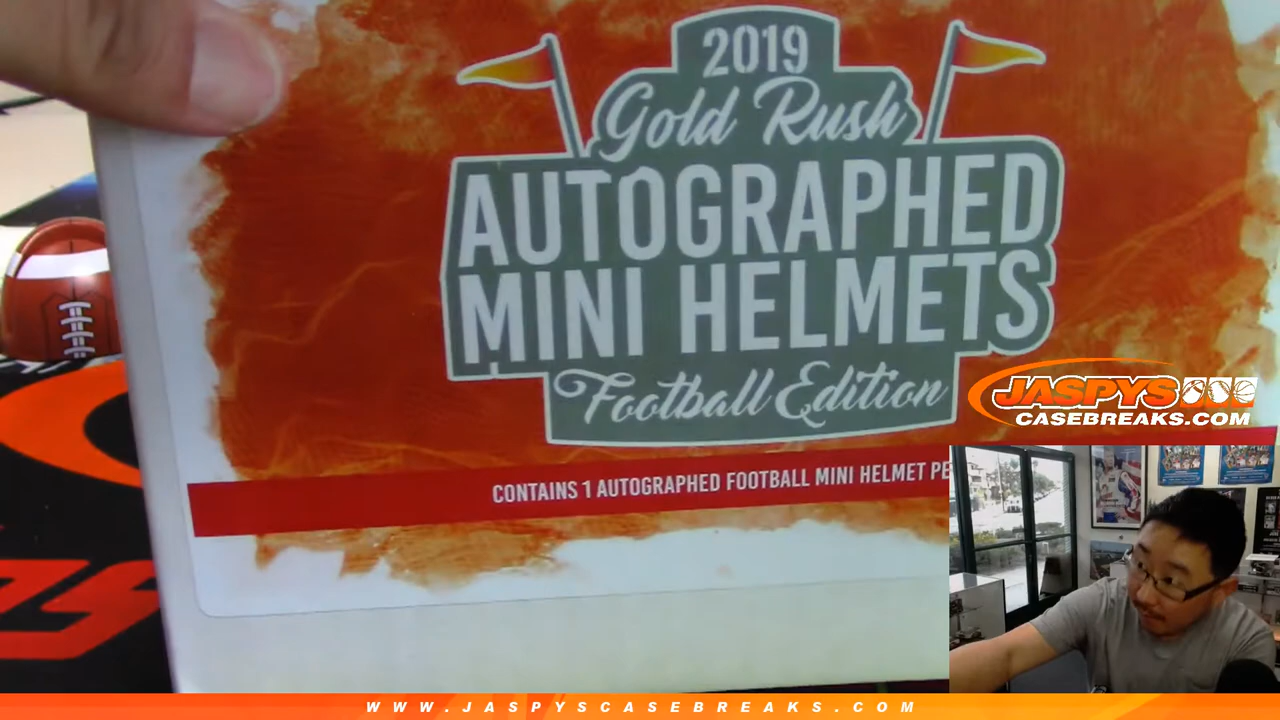 2019
Gold Rush
AUTOGRAPHED
MINI HELMETS
Football Edition
CONTAINS 1 AUTOGRAPHED FOOTBALL MINI HELMET PE
JASPYS
CASEBREAKS.COM
WWW.JASPYSCASEBREAKS.COM